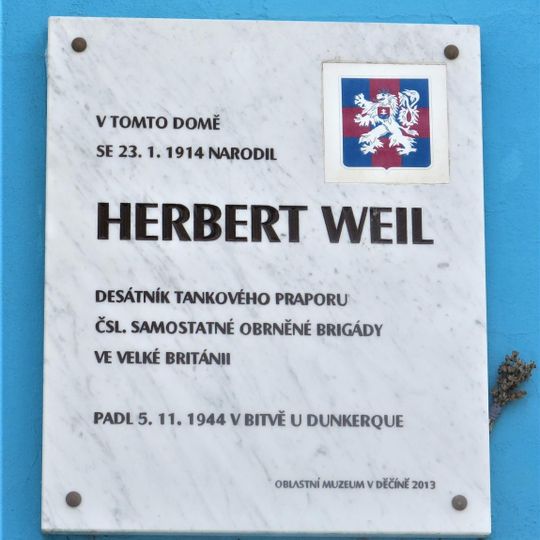 V TOMTO DOMĚ
SE 23. 1. 1914 NARODIL
HERBERT WEIL
DESÁTNÍK TANKOVÉHO PRAPORU
ČSL. SAMOSTATNÉ OBRNĚNÉ BRIGÁDY
VE VELKÉ BRITÁNII
PADL 5. 11. 1944 V BITVĚ U DUNKERQUE
OBLASTNÍ MUZEUM V DĚČÍNĚ 2013